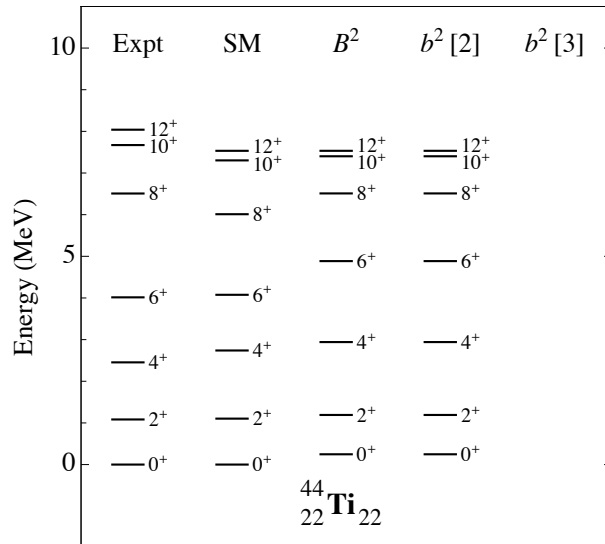 10
Expt SM B² b² [2] b² [3]
12⁺ 12⁺ 12⁺ 12⁺
10⁺ 10⁺ 10⁺ 10⁺
8⁺ 8⁺ 8⁺ 8⁺
5
6⁺ 6⁺ 6⁺ 6⁺
4⁺ 4⁺ 4⁺ 4⁺
2⁺ 2⁺ 2⁺ 2⁺
0 0⁺ 0⁺ 0⁺ 0⁺
Energy (MeV)
⁴⁴₂₂Ti₂₂